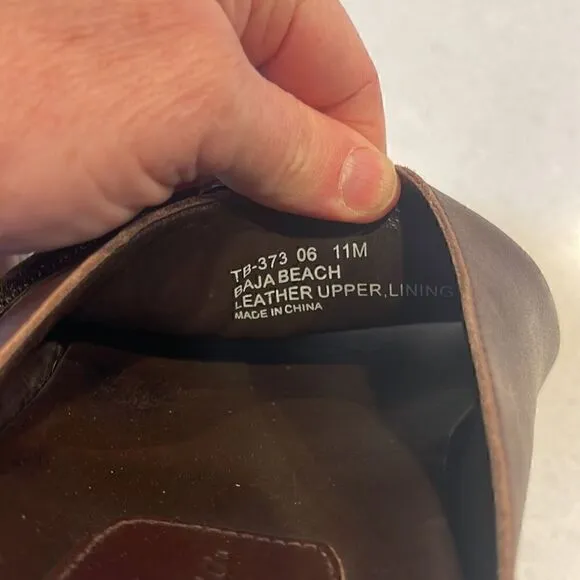 TB-373 06 11M
BAJA BEACH
LEATHER UPPER,LINING
MADE IN CHINA